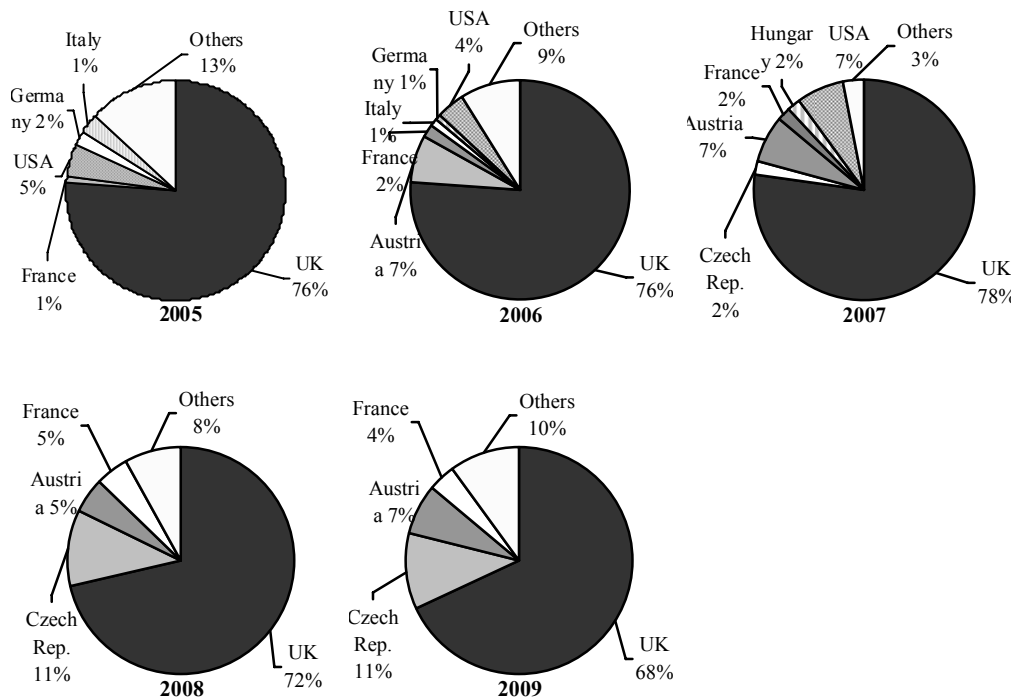 Italy
1%
Others
13%
Germa
ny 2%
USA
5%
France
1%
UK
76%
2005
USA
4%
Others
9%
Germa
ny 1%
Italy
1%
France
2%
Austri
a 7%
UK
76%
2006
Hungar
y 2%
USA
7%
Others
3%
France
2%
Austria
7%
Czech
Rep.
2%
UK
78%
2007
France
5%
Others
8%
Austri
a 5%
Czech
Rep.
11%
UK
72%
2008
France
4%
Others
10%
Austri
a 7%
Czech
Rep.
11%
UK
68%
2009